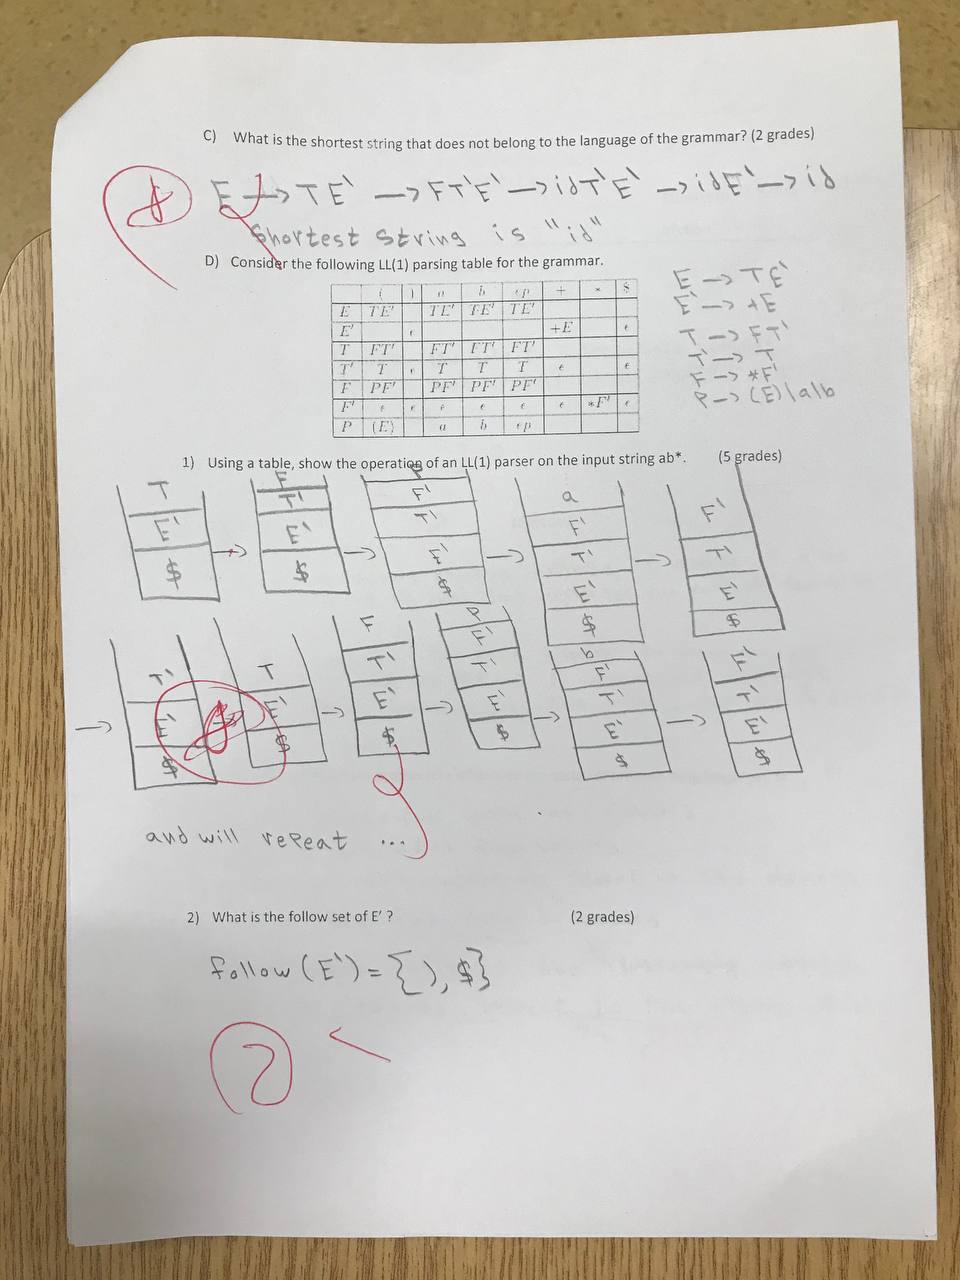 C) What is the shortest string that does not belong to the language of the grammar? (2 grades)
E -> TE` -> FT`E` -> idT`E` -> idE` -> id
Shortest string is "id"
D) Consider the following LL(1) parsing table for the grammar.
( ) a b ep + * $
E TE' TE' TE' TE'
E' ϵ +E ϵ
T FT' FT' FT' FT'
T' T ϵ T T T ϵ ϵ
F PF' PF' PF' PF'
F' ϵ ϵ ϵ ϵ ϵ ϵ *F' ϵ
P (E) a b ep
E -> TE`
E` -> +E
T -> FT`
T` -> T
F -> *F`
P -> (E)|a|b
1) Using a table, show the operation of an LL(1) parser on the input string ab*. (5 grades)
T E` $ -> F T` E` $ -> P F` T` E` $ -> a F` T` E` $ -> F` T` E` $
-> T` E` $ -> T E` $ -> F T` E` $ -> P F` T` E` $ -> b F` T` E` $ -> F` T` E` $
and will repeat ...
2) What is the follow set of E' ? (2 grades)
follow (E`) = { ), $}
2